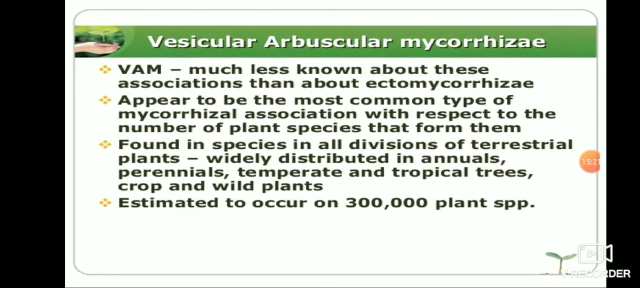 Vesicular Arbuscular mycorrhizae
VAM – much less known about these
associations than about ectomycorrhizae
Appear to be the most common type of
mycorrhizal association with respect to the
number of plant species that form them
Found in species in all divisions of terrestrial
plants – widely distributed in annuals,
perennials, temperate and tropical trees,
crop and wild plants
Estimated to occur on 300,000 plant spp.
15:21
V RECORDER